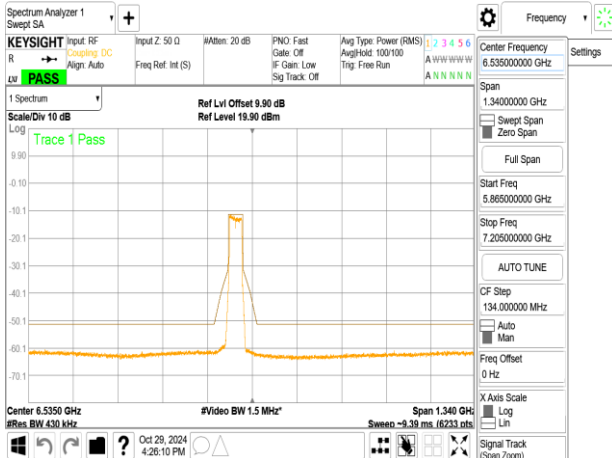 Spectrum Analyzer 1
Swept SA
Frequency
Settings
KEYSIGHT
R
LXI
PASS
Input: RF
Coupling: DC
Align: Auto
Input Z: 50 Ω
Freq Ref: Int (S)
#Atten: 20 dB
PNO: Fast
Gate: Off
IF Gain: Low
Sig Track: Off
Avg Type: Power (RMS)
Avg|Hold: 100/100
Trig: Free Run
1 2 3 4 5 6
A W W W W W
A N N N N N
1 Spectrum
Scale/Div 10 dB
Ref Lvl Offset 9.90 dB
Ref Level 19.90 dBm
Log
Trace 1 Pass
9.90
-0.10
-10.1
-20.1
-30.1
-40.1
-50.1
-60.1
-70.1
Center 6.5350 GHz
#Res BW 430 kHz
#Video BW 1.5 MHz*
Span 1.340 GHz
Sweep ~9.39 ms (6233 pts
Oct 29, 2024
4:26:10 PM
?
Center Frequency
6.535000000 GHz
Span
1.34000000 GHz
Swept Span
Zero Span
Full Span
Start Freq
5.865000000 GHz
Stop Freq
7.205000000 GHz
AUTO TUNE
CF Step
134.000000 MHz
Auto
Man
Freq Offset
0 Hz
X Axis Scale
Log
Lin
Signal Track
(Span Zoom)